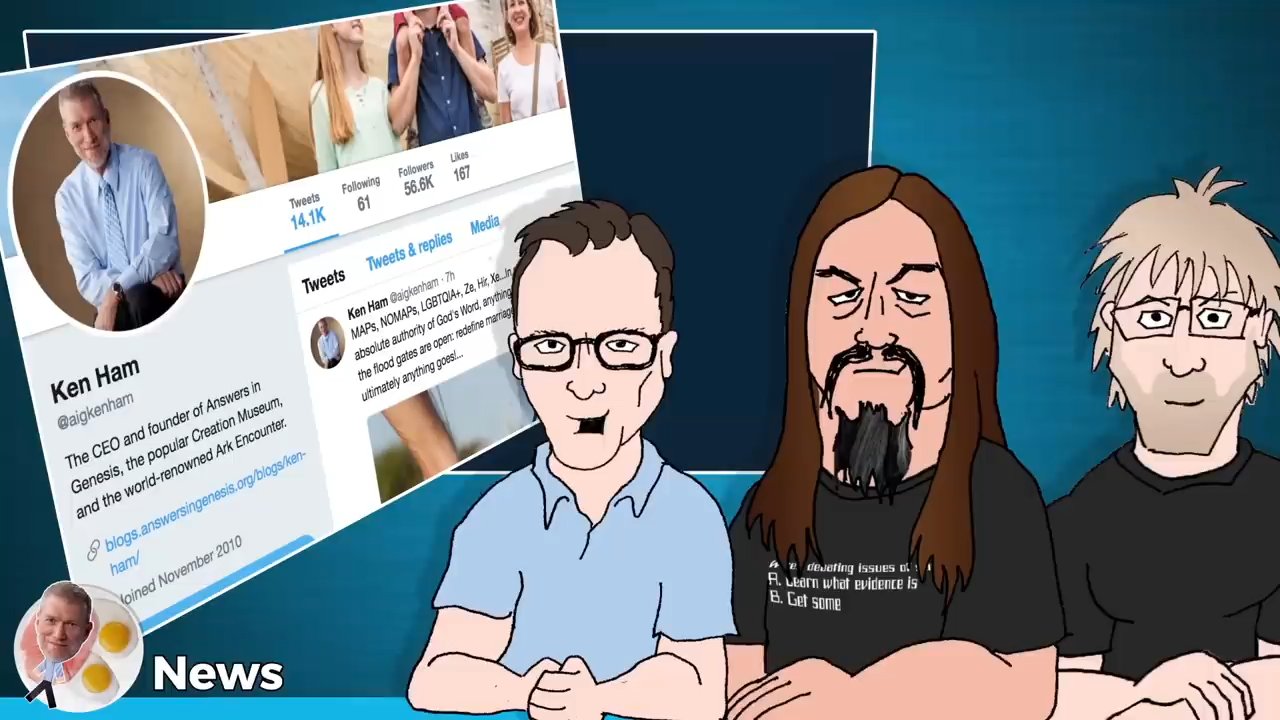 Tweets
14.1K
Following
61
Followers
56.6K
Likes
167
Tweets
Tweets & replies
Media
Ken Ham @aigkenham · 7h
MAPs, NOMAPs, LGBTQIA+, Ze, Hir, Xe...In
absolute authority of God's Word, anything
the flood gates are open: redefine marriage
ultimately anything goes!...
Ken Ham
@aigkenham
The CEO and founder of Answers in
Genesis, the popular Creation Museum,
and the world-renowned Ark Encounter.
blogs.answersingenesis.org/blogs/ken-
ham/
Joined November 2010
debating issues
A. Learn what evidence is
B. Get some
News